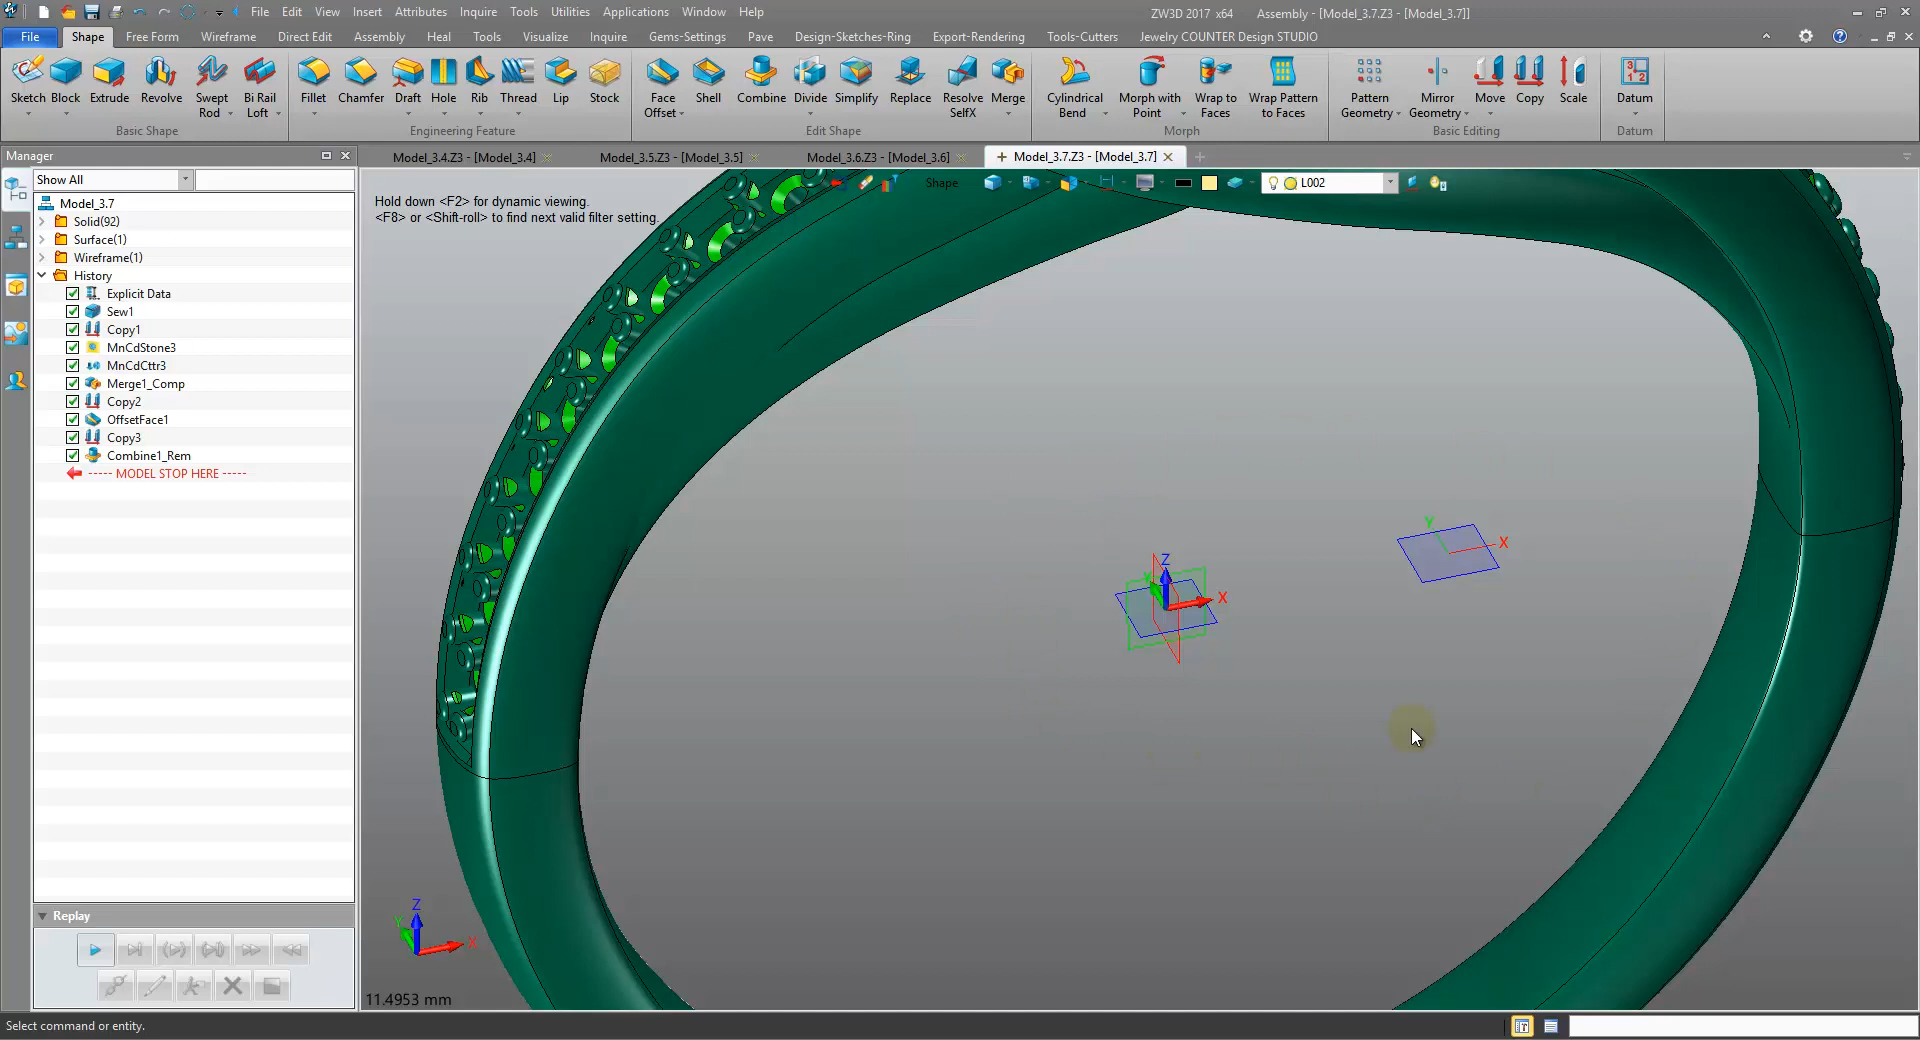 File Edit View Insert Attributes Inquire Tools Utilities Applications Window Help
ZW3D 2017 x64 Assembly - [Model_3.7.Z3 - [Model_3.7]]
File Shape Free Form Wireframe Direct Edit Assembly Heal Tools Visualize Inquire Gems-Settings Pave Design-Sketches-Ring Export-Rendering Tools-Cutters Jewelry COUNTER Design STUDIO
Sketch Block Extrude Revolve Swept Rod Bi Rail Loft
Basic Shape
Fillet Chamfer Draft Hole Rib Thread Lip Stock
Engineering Feature
Face Offset Shell Combine Divide Simplify Replace Resolve SelfX Merge
Edit Shape
Cylindrical Bend Morph with Point Wrap to Faces Wrap Pattern to Faces
Morph
Pattern Geometry Mirror Geometry Move Copy Scale
Basic Editing
Datum
Datum
Manager
Model_3.4.Z3 - [Model_3.4] Model_3.5.Z3 - [Model_3.5] Model_3.6.Z3 - [Model_3.6] Model_3.7.Z3 - [Model_3.7]
Show All
Shape
L002
Hold down <F2> for dynamic viewing.
<F8> or <Shift-roll> to find next valid filter setting.
Model_3.7
Solid(92)
Surface(1)
Wireframe(1)
History
Explicit Data
Sew1
Copy1
MnCdStone3
MnCdCttr3
Merge1_Comp
Copy2
OffsetFace1
Copy3
Combine1_Rem
----- MODEL STOP HERE -----
Y
X
Z
Y
X
Replay
Z
Y
X
11.4953 mm
Select command or entity.